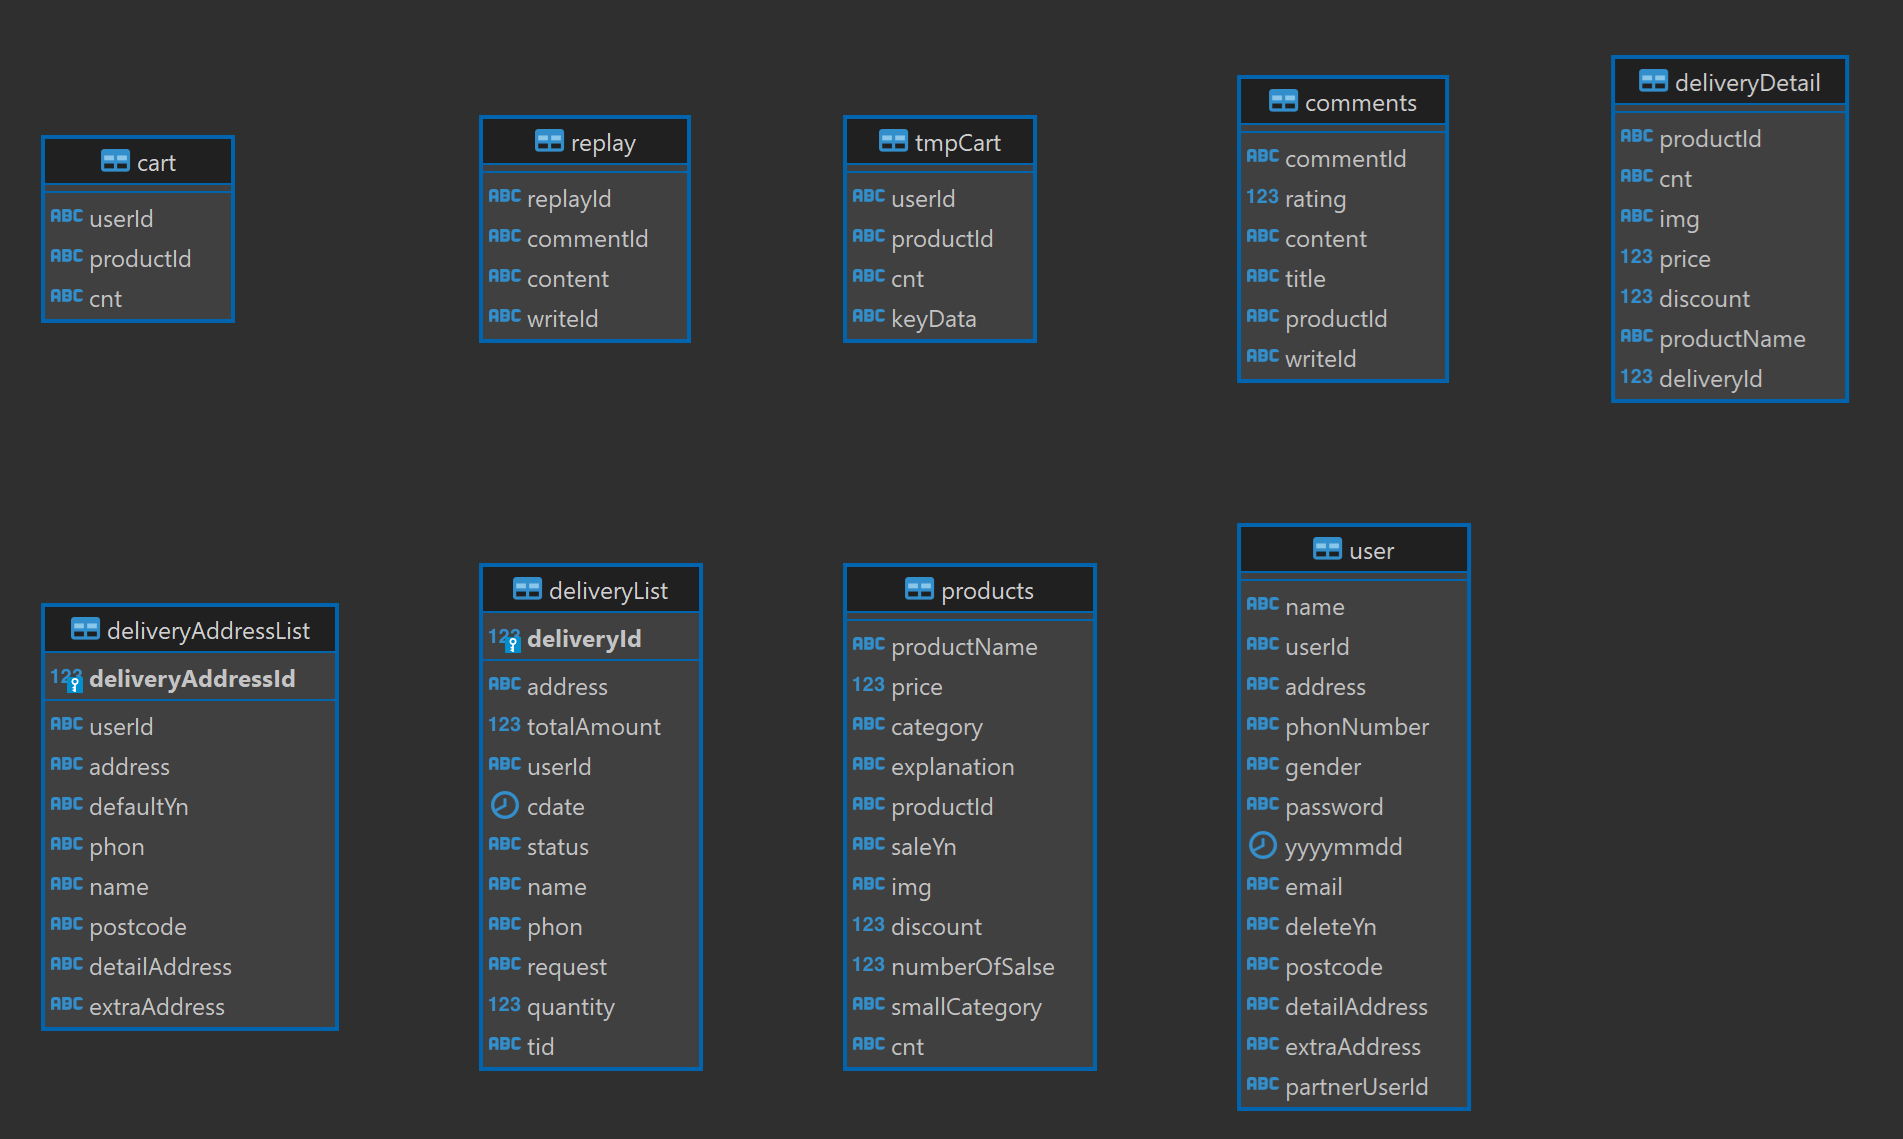 cart
ABC userId
ABC productId
ABC cnt
replay
ABC replayId
ABC commentId
ABC content
ABC writeId
tmpCart
ABC userId
ABC productId
ABC cnt
ABC keyData
comments
ABC commentId
123 rating
ABC content
ABC title
ABC productId
ABC writeId
deliveryDetail
ABC productId
ABC cnt
ABC img
123 price
123 discount
ABC productName
123 deliveryId
deliveryAddressList
123 deliveryAddressId
ABC userId
ABC address
ABC defaultYn
ABC phon
ABC name
ABC postcode
ABC detailAddress
ABC extraAddress
deliveryList
123 deliveryId
ABC address
123 totalAmount
ABC userId
cdate
ABC status
ABC name
ABC phon
ABC request
123 quantity
ABC tid
products
ABC productName
123 price
ABC category
ABC explanation
ABC productId
ABC saleYn
ABC img
123 discount
123 numberOfSalse
ABC smallCategory
ABC cnt
user
ABC name
ABC userId
ABC address
ABC phonNumber
ABC gender
ABC password
yyyymmdd
ABC email
ABC deleteYn
ABC postcode
ABC detailAddress
ABC extraAddress
ABC partnerUserId